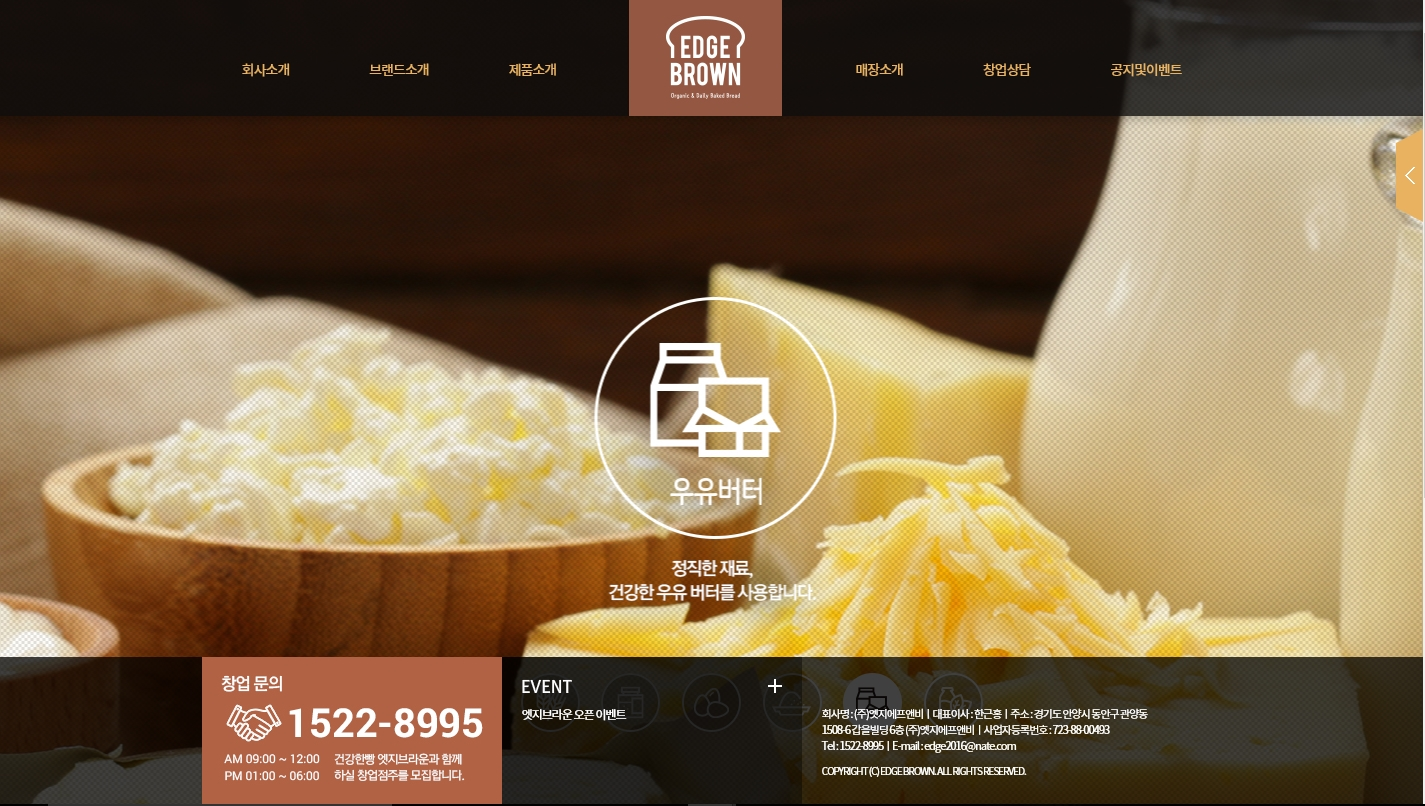 회사소개
브랜드소개
제품소개
EDGE
BROWN
Organic & Daily Baked Bread
매장소개
창업상담
공지및이벤트
우유버터
정직한 재료,
건강한 우유 버터를 사용합니다.
창업 문의
1522-8995
AM 09:00 ~ 12:00
PM 01:00 ~ 06:00
건강한빵 엣지브라운과 함께
하실 창업점주를 모집합니다.
EVENT
엣지브라운 오픈 이벤트
회사명 : (주)엣지에프앤비 | 대표이사 : 한근흥 | 주소 : 경기도 안양시 동안구 관양동
1508-6 갑을빌딩 6층 (주)엣지에프앤비 | 사업자등록번호 : 723-88-00493
Tel : 1522-8995 | E-mail : edge2016@nate.com
COPYRIGHT (C) EDGE BROWN. ALL RIGHTS RESERVED.